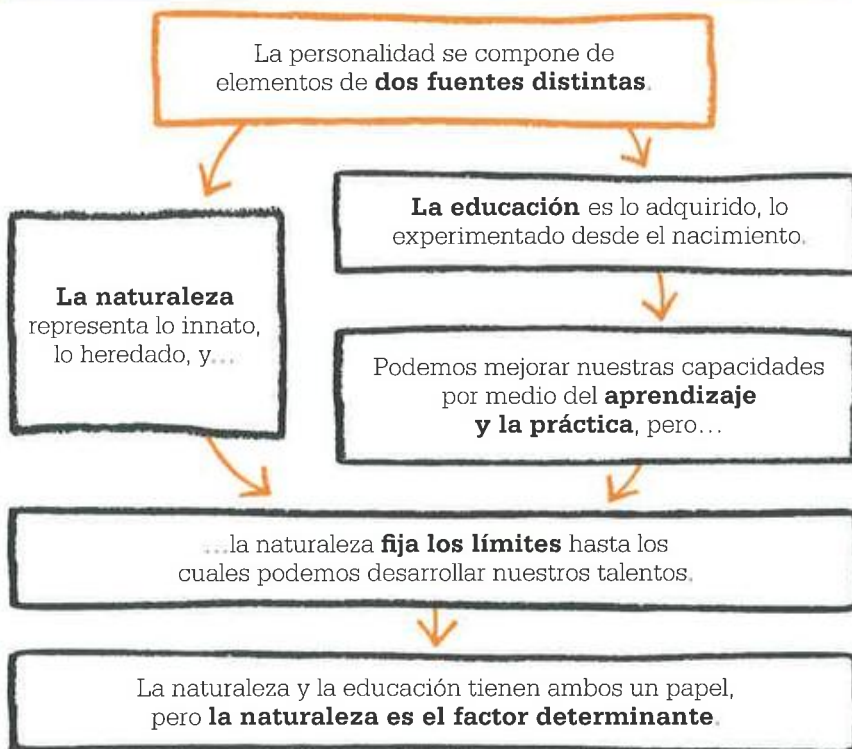 La personalidad se compone de
elementos de dos fuentes distintas.
La naturaleza
representa lo innato,
lo heredado, y...
La educación es lo adquirido, lo
experimentado desde el nacimiento.
Podemos mejorar nuestras capacidades
por medio del aprendizaje
y la práctica, pero...
...la naturaleza fija los límites hasta los
cuales podemos desarrollar nuestros talentos.
La naturaleza y la educación tienen ambos un papel,
pero la naturaleza es el factor determinante.